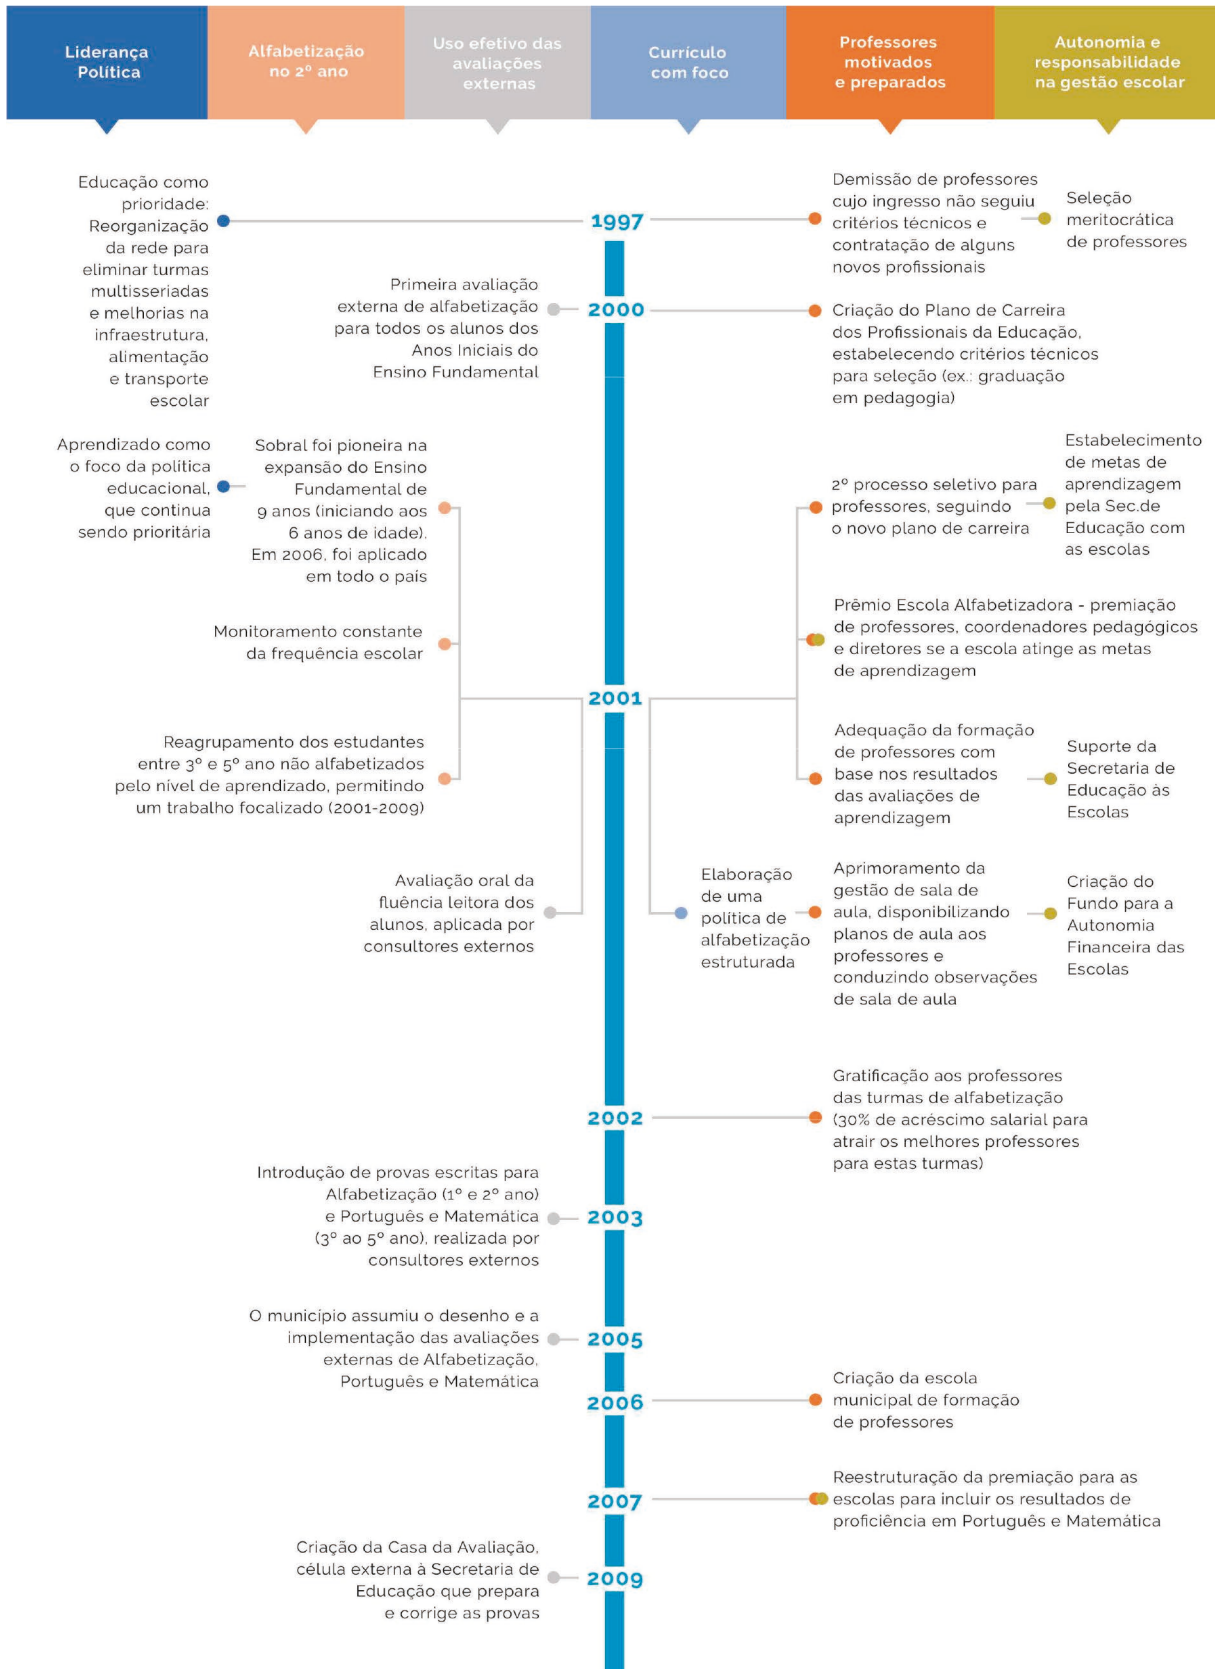 Liderança
Política
Alfabetização
no 2º ano
Uso efetivo das
avaliações
externas
Currículo
com foco
Professores
motivados
e preparados
Autonomia e
responsabilidade
na gestão escolar
Educação como
prioridade:
Reorganização
da rede para
eliminar turmas
multisseriadas
e melhorias na
infraestrutura,
alimentação
e transporte
escolar
1997
Demissão de professores
cujo ingresso não seguiu
critérios técnicos e
contratação de alguns
novos profissionais
Seleção
meritocrática
de professores
Primeira avaliação
externa de alfabetização
para todos os alunos dos
Anos Iniciais do
Ensino Fundamental
2000
Criação do Plano de Carreira
dos Profissionais da Educação,
estabelecendo critérios técnicos
para seleção (ex.: graduação
em pedagogia)
Aprendizado como
o foco da política
educacional,
que continua
sendo prioritária
Sobral foi pioneira na
expansão do Ensino
Fundamental de
9 anos (iniciando aos
6 anos de idade).
Em 2006, foi aplicado
em todo o país
2º processo seletivo para
professores, seguindo
o novo plano de carreira
Estabelecimento
de metas de
aprendizagem
pela Sec.de
Educação com
as escolas
Monitoramento constante
da frequência escolar
Prêmio Escola Alfabetizadora - premiação
de professores, coordenadores pedagógicos
e diretores se a escola atinge as metas
de aprendizagem
2001
Reagrupamento dos estudantes
entre 3º e 5º ano não alfabetizados
pelo nível de aprendizado, permitindo
um trabalho focalizado (2001-2009)
Adequação da formação
de professores com
base nos resultados
das avaliações de
aprendizagem
Suporte da
Secretaria de
Educação às
Escolas
Avaliação oral da
fluência leitora dos
alunos, aplicada por
consultores externos
Elaboração
de uma
política de
alfabetização
estruturada
Aprimoramento da
gestão de sala de
aula, disponibilizando
planos de aula aos
professores e
conduzindo observações
de sala de aula
Criação do
Fundo para a
Autonomia
Financeira das
Escolas
2002
Gratificação aos professores
das turmas de alfabetização
(30% de acréscimo salarial para
atrair os melhores professores
para estas turmas)
Introdução de provas escritas para
Alfabetização (1º e 2º ano)
e Português e Matemática
(3º ao 5º ano), realizada por
consultores externos
2003
O município assumiu o desenho e a
implementação das avaliações
externas de Alfabetização,
Português e Matemática
2005
2006
Criação da escola
municipal de formação
de professores
2007
Reestruturação da premiação para as
escolas para incluir os resultados de
proficiência em Português e Matemática
Criação da Casa da Avaliação,
célula externa à Secretaria de
Educação que prepara
e corrige as provas
2009